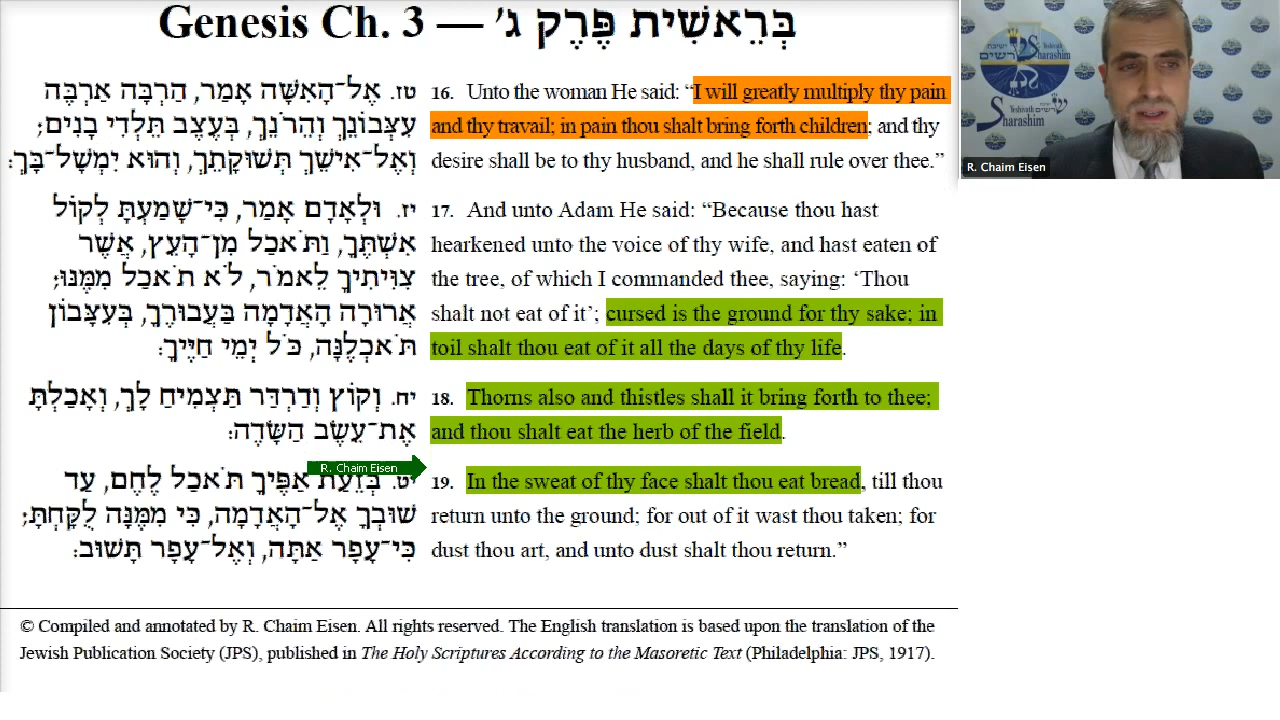 Genesis Ch. 3 — בְּרֵאשִׁית פֶּרֶק ג׳
טז. אֶל־הָאִשָּׁה אָמַר, הַרְבָּה אַרְבֶּה
עִצְּבוֹנֵךְ וְהֵרֹנֵךְ, בְּעֶצֶב תֵּלְדִי בָנִים;
וְאֶל־אִישֵׁךְ תְּשׁוּקָתֵךְ, וְהוּא יִמְשָׁל־בָּךְ:
16. Unto the woman He said: “I will greatly multiply thy pain
and thy travail; in pain thou shalt bring forth children; and thy
desire shall be to thy husband, and he shall rule over thee.”
יז. וּלְאָדָם אָמַר, כִּי־שָׁמַעְתָּ לְקוֹל
אִשְׁתֶּךָ, וַתֹּאכַל מִן־הָעֵץ, אֲשֶׁר
צִוִּיתִיךָ לֵאמֹר, לֹא תֹאכַל מִמֶּנּוּ;
אֲרוּרָה הָאֲדָמָה בַּעֲבוּרֶךָ, בְּעִצָּבוֹן
תֹּאכְלֶנָּה, כֹּל יְמֵי חַיֶּיךָ:
17. And unto Adam He said: “Because thou hast
hearkened unto the voice of thy wife, and hast eaten of
the tree, of which I commanded thee, saying: ‘Thou
shalt not eat of it’; cursed is the ground for thy sake; in
toil shalt thou eat of it all the days of thy life.
יח. וְקוֹץ וְדַרְדַּר תַּצְמִיחַ לָךְ, וְאָכַלְתָּ
אֶת־עֵשֶׂב הַשָּׂדֶה:
18. Thorns also and thistles shall it bring forth to thee;
and thou shalt eat the herb of the field.
R. Chaim Eisen
יט. בְּזֵעַת אַפֶּיךָ תֹּאכַל לֶחֶם, עַד
שׁוּבְךָ אֶל־הָאֲדָמָה, כִּי מִמֶּנָּה לֻקָּחְתָּ;
כִּי־עָפָר אַתָּה, וְאֶל־עָפָר תָּשׁוּב:
19. In the sweat of thy face shalt thou eat bread, till thou
return unto the ground; for out of it wast thou taken; for
dust thou art, and unto dust shalt thou return.”
© Compiled and annotated by R. Chaim Eisen. All rights reserved. The English translation is based upon the translation of the
Jewish Publication Society (JPS), published in The Holy Scriptures According to the Masoretic Text (Philadelphia: JPS, 1917).
Yeshivath
Sharashim
Yeshivath
Sharashim
R. Chaim Eisen